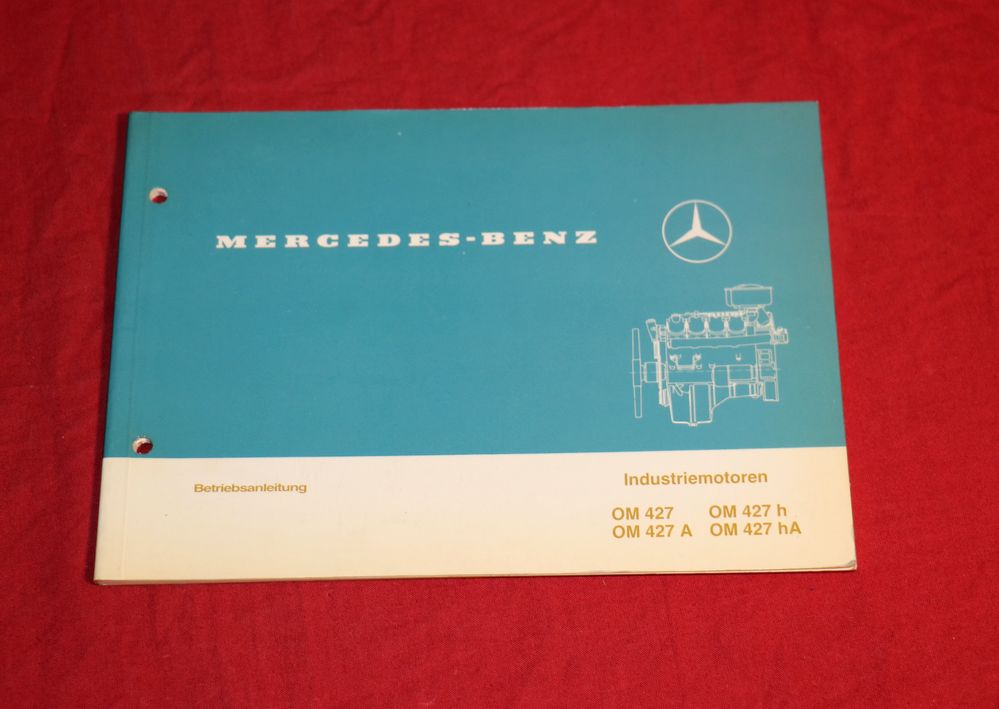 MERCEDES-BENZ
Betriebsanleitung
Industriemotoren
OM 427 OM 427 h
OM 427 A OM 427 hA